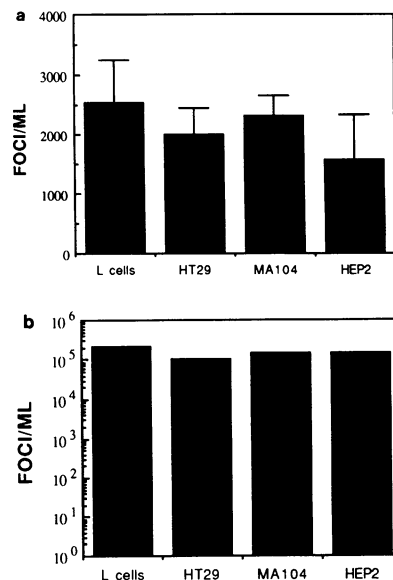 a
4000
3000
2000
1000
0
FOCI/ML
L cells HT29 MA104 HEP2
b
10^6
10^5
10^4
10^3
10^2
10^1
10^0
FOCI/ML
L cells HT29 MA104 HEP2